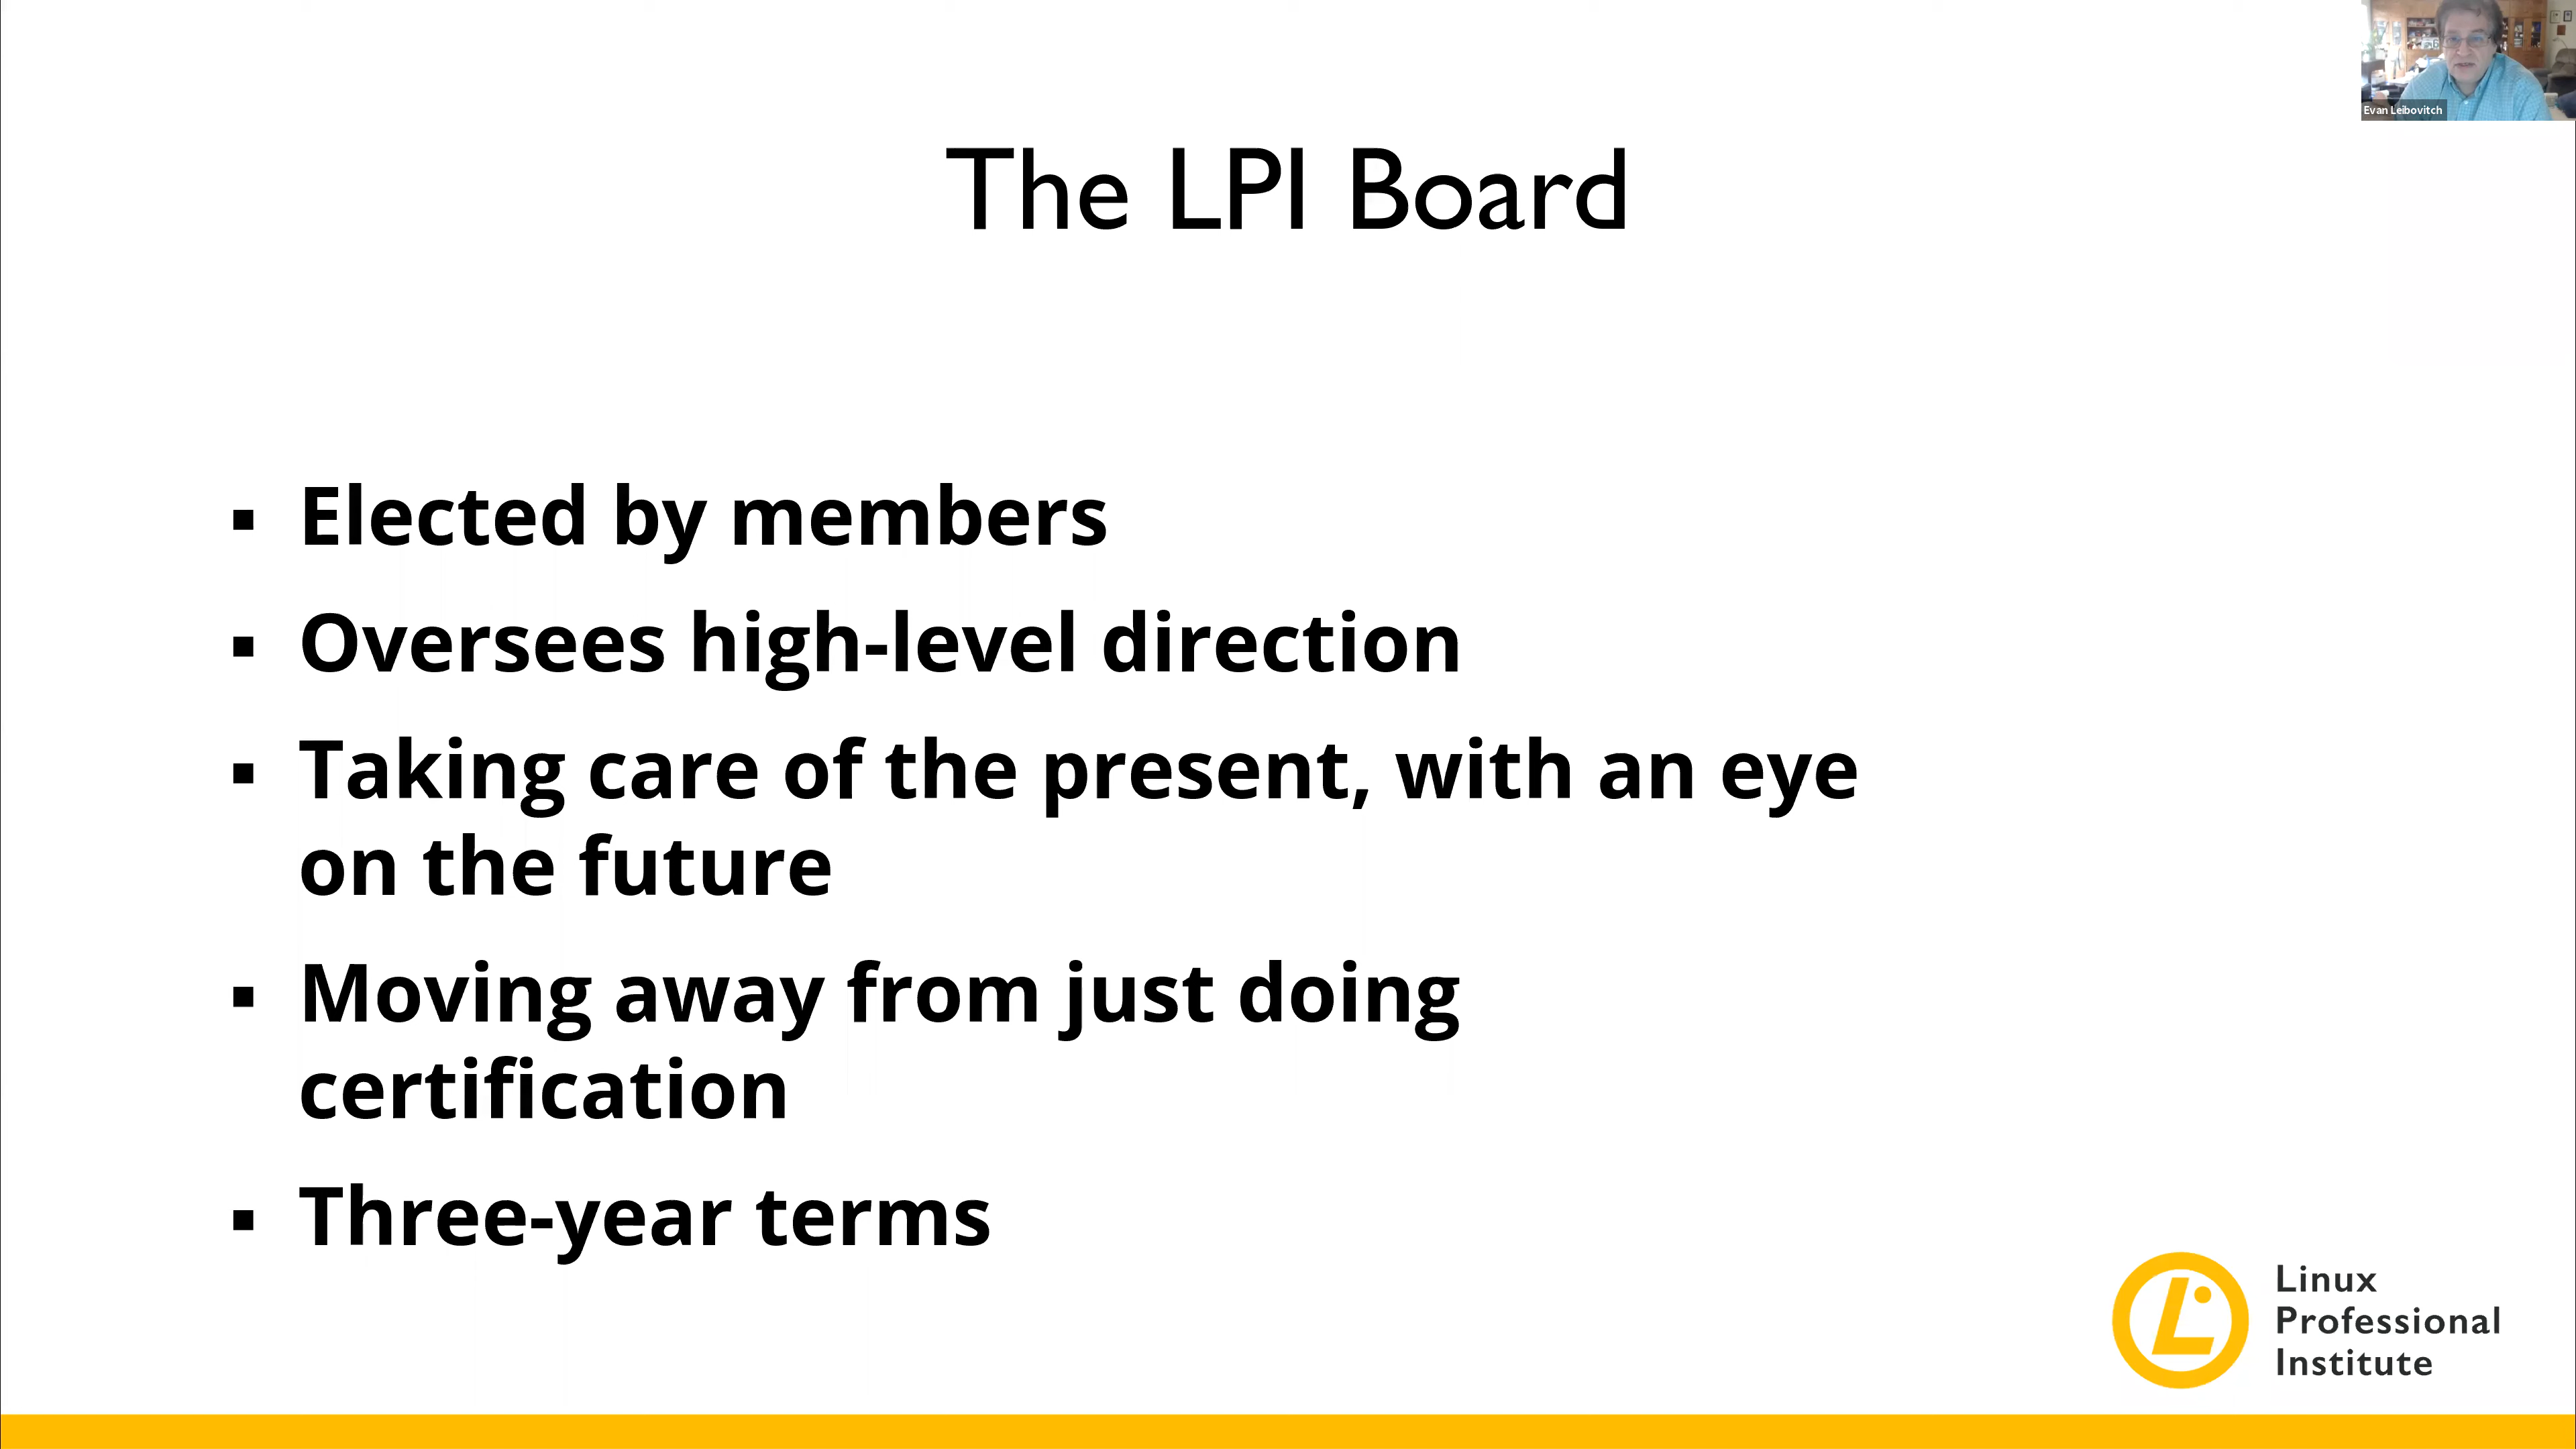 Evan Leibovitch
The LPI Board
▪ Elected by members
▪ Oversees high-level direction
▪ Taking care of the present, with an eye
on the future
▪ Moving away from just doing
certification
▪ Three-year terms
Linux
Professional
Institute